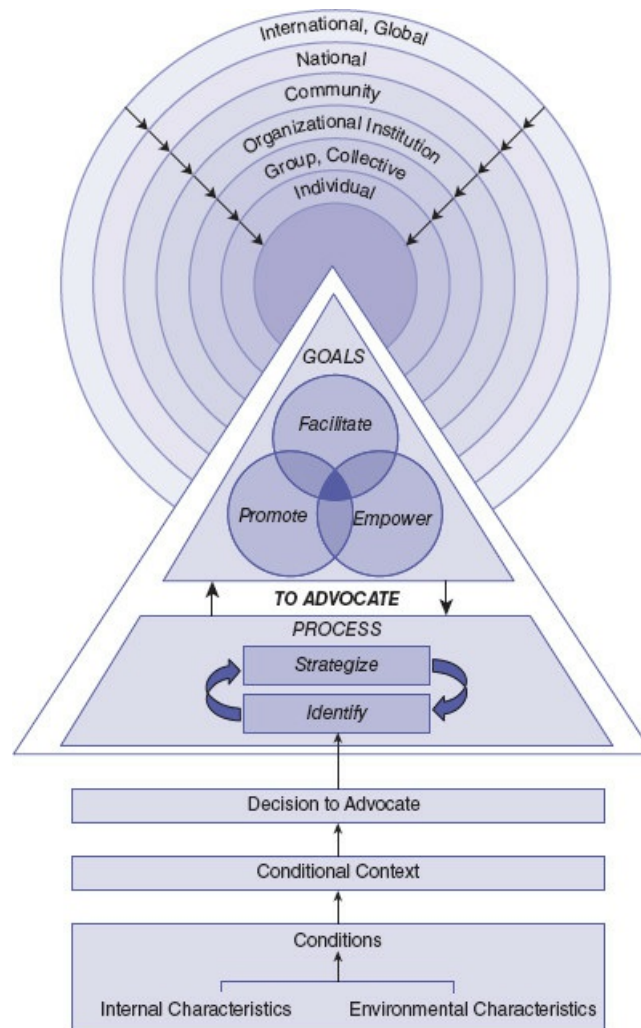 International, Global
National
Community
Organizational Institution
Group, Collective
Individual
GOALS
Facilitate
Promote
Empower
TO ADVOCATE
PROCESS
Strategize
Identify
Decision to Advocate
Conditional Context
Conditions
Internal Characteristics
Environmental Characteristics